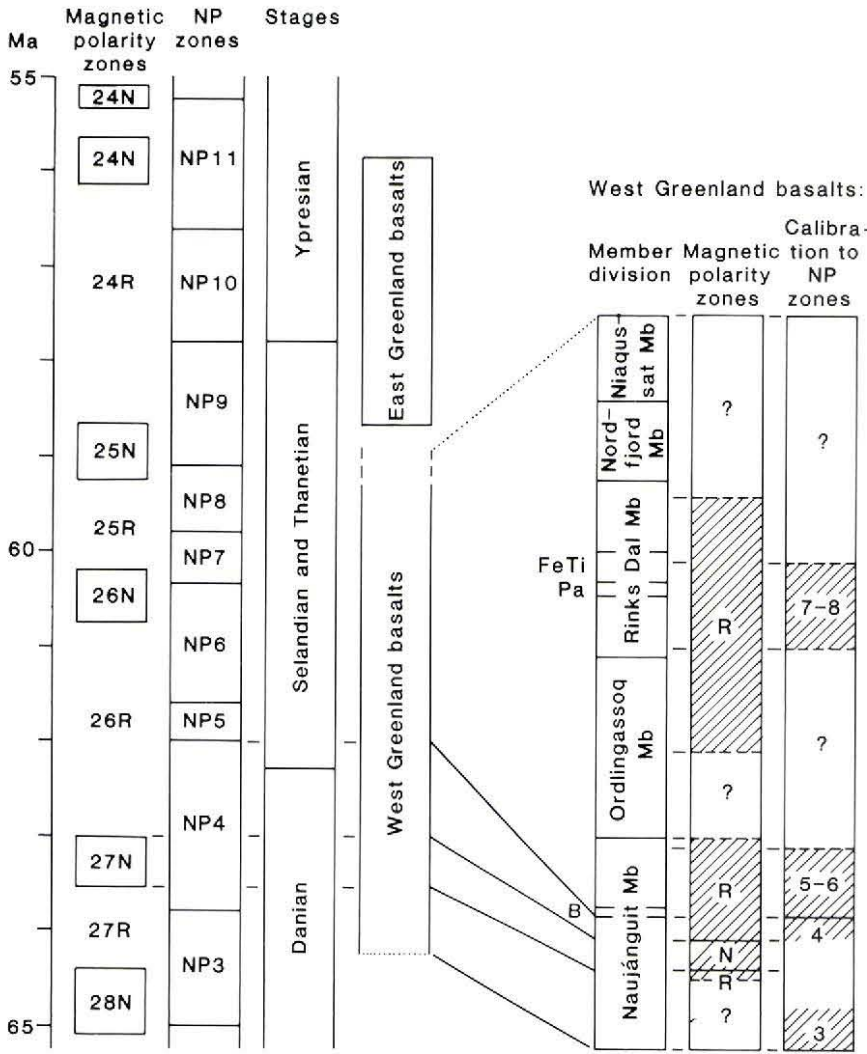 Ma
Magnetic
polarity
zones
NP
zones
Stages
55
60
65
24N
24N
24R
25N
25R
26N
26R
27N
27R
28N
NP11
NP10
NP9
NP8
NP7
NP6
NP5
NP4
NP3
Ypresian
Selandian and Thanetian
Danian
East Greenland basalts
West Greenland basalts
West Greenland basalts:
Member
division
Magnetic
polarity
zones
Calibra-
tion to
NP
zones
Niaqus-
sat Mb
Nord-
fjord
Mb
Rinks Dal Mb
FeTi
Pa
Ordlingassoq
Mb
Naujánguit Mb
B
?
R
?
R
N
R
?
?
7-8
?
5-6
4
3